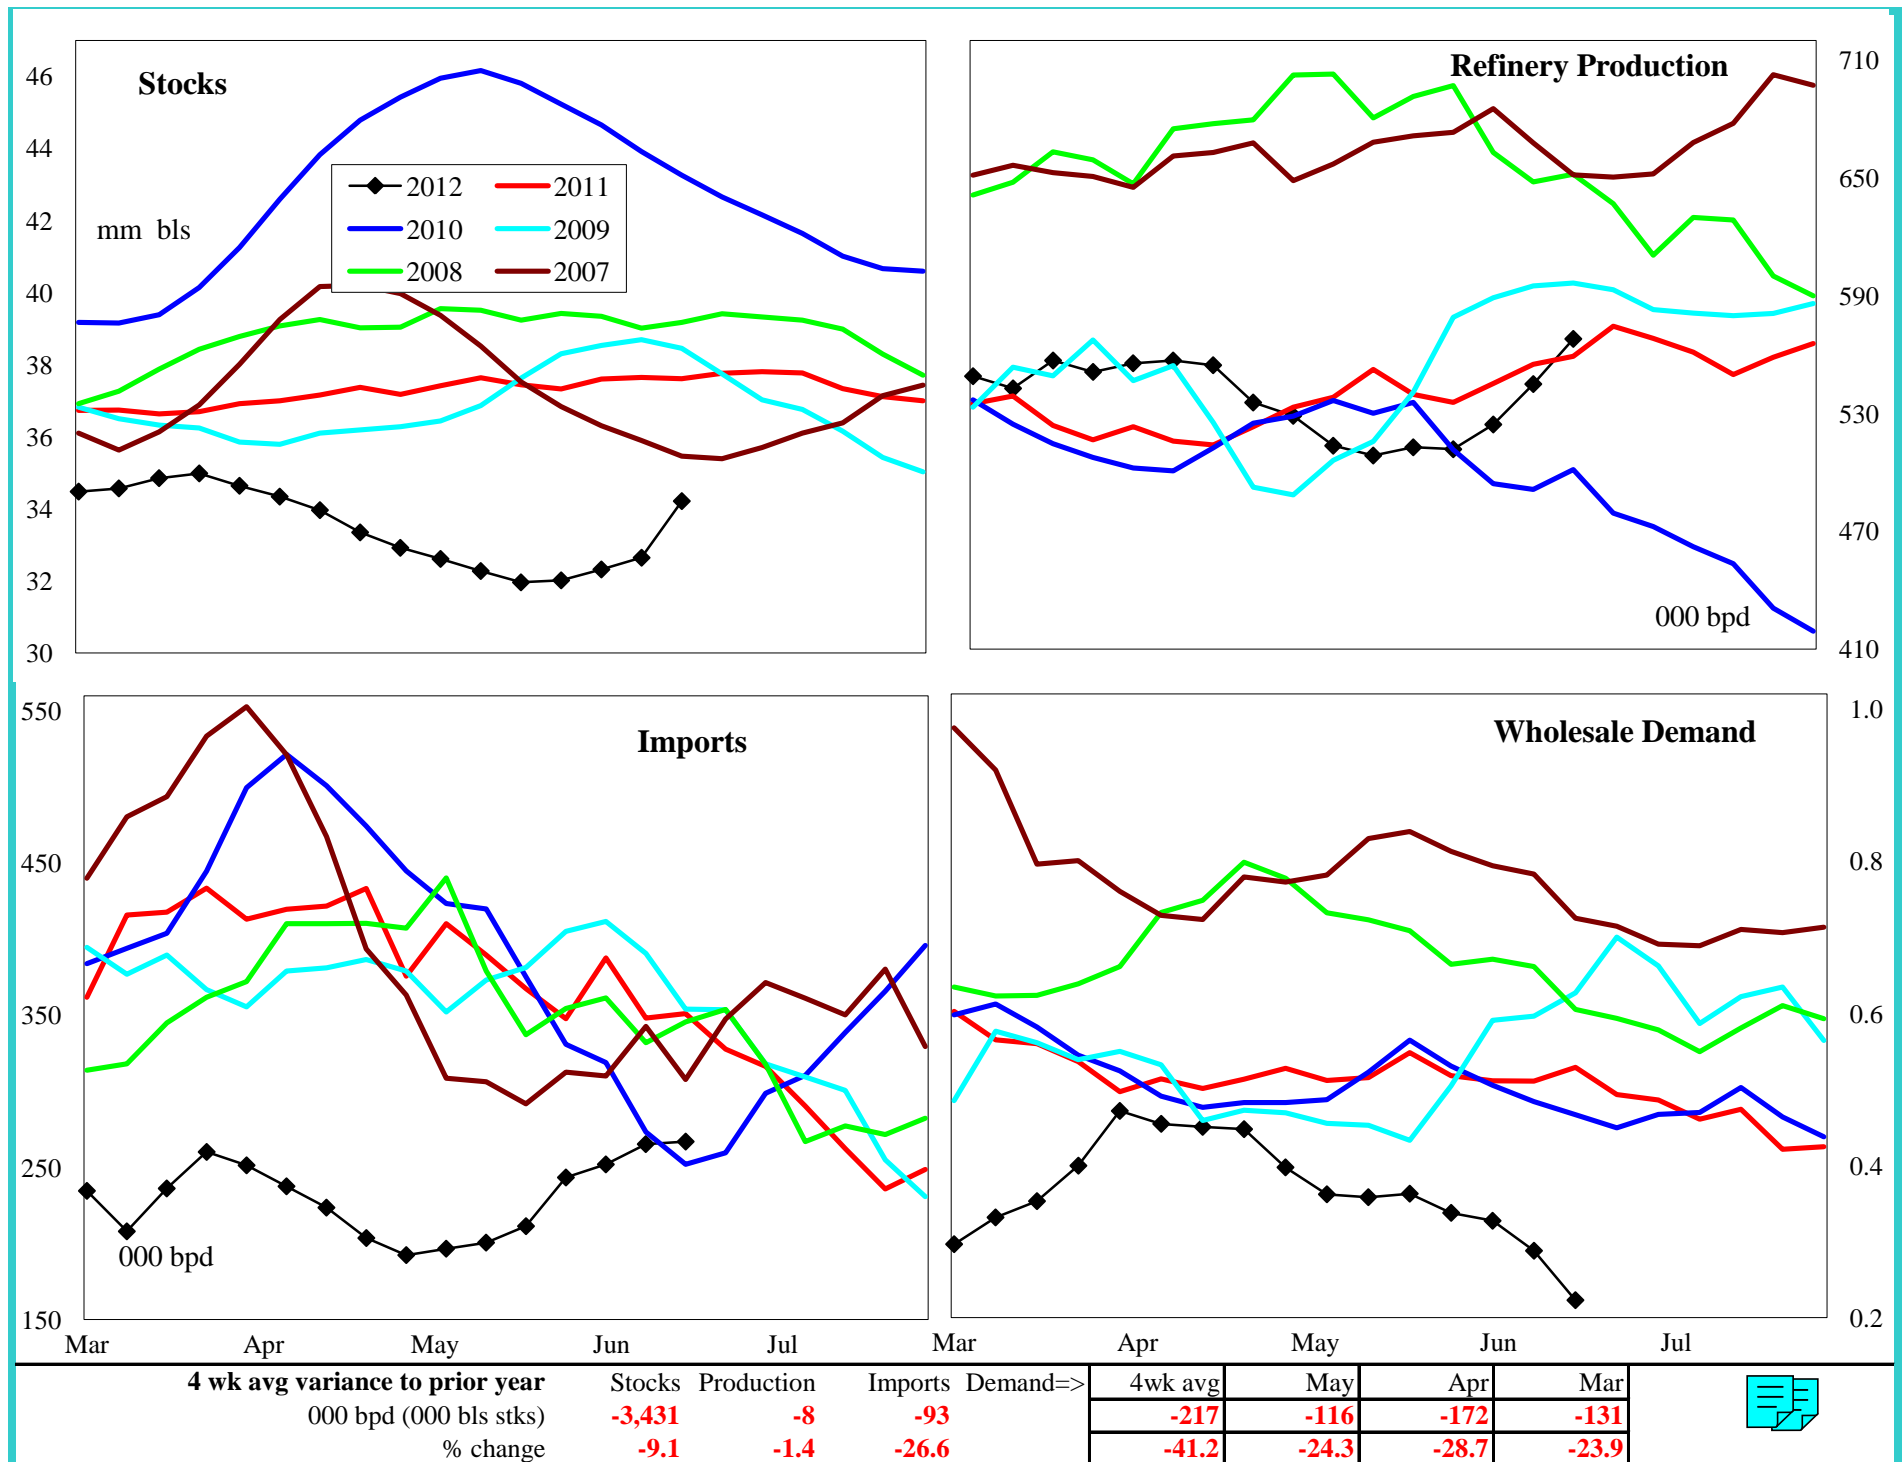 Stocks
46
44
42
40
38
36
34
32
30
mm bls
2012 2011
2010 2009
2008 2007
Refinery Production
710
650
590
530
470
410
000 bpd
Imports
550
450
350
250
150
000 bpd
Mar Apr May Jun Jul
Wholesale Demand
1.0
0.8
0.6
0.4
0.2
Mar Apr May Jun Jul
4 wk avg variance to prior year Stocks Production Imports Demand=> 4wk avg May Apr Mar
000 bpd (000 bls stks) -3,431 -8 -93 -217 -116 -172 -131
% change -9.1 -1.4 -26.6 -41.2 -24.3 -28.7 -23.9